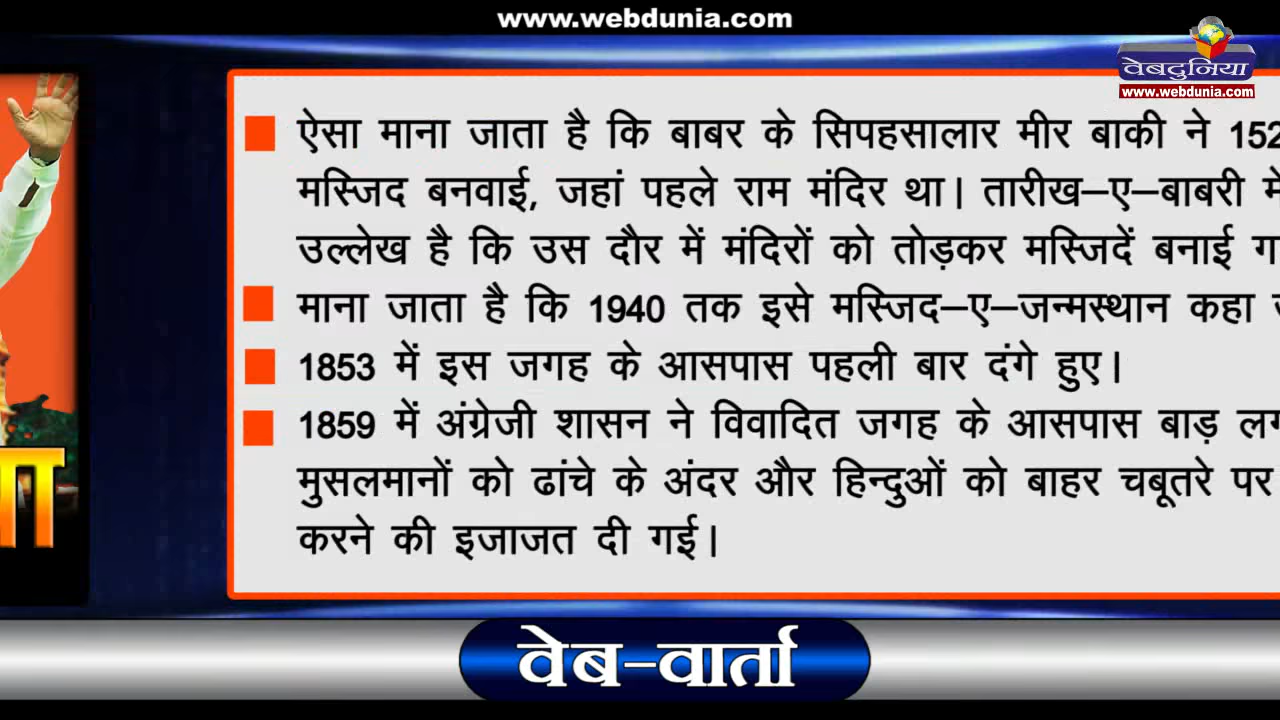 www.webdunia.com
वेबदुनिया
www.webdunia.com
ऐसा माना जाता है कि बाबर के सिपहसालार मीर बाकी ने 152
मस्जिद बनवाई, जहां पहले राम मंदिर था। तारीख-ए-बाबरी में
उल्लेख है कि उस दौर में मंदिरों को तोड़कर मस्जिदें बनाई
माना जाता है कि 1940 तक इसे मस्जिद-ए-जन्मस्थान कहा
1853 में इस जगह के आसपास पहली बार दंगे हुए।
1859 में अंग्रेजी शासन ने विवादित जगह के आसपास बाड़
मुसलमानों को ढांचे के अंदर और हिन्दुओं को बाहर चबूतरे पर
करने की इजाजत दी गई।
वेब-वार्ता